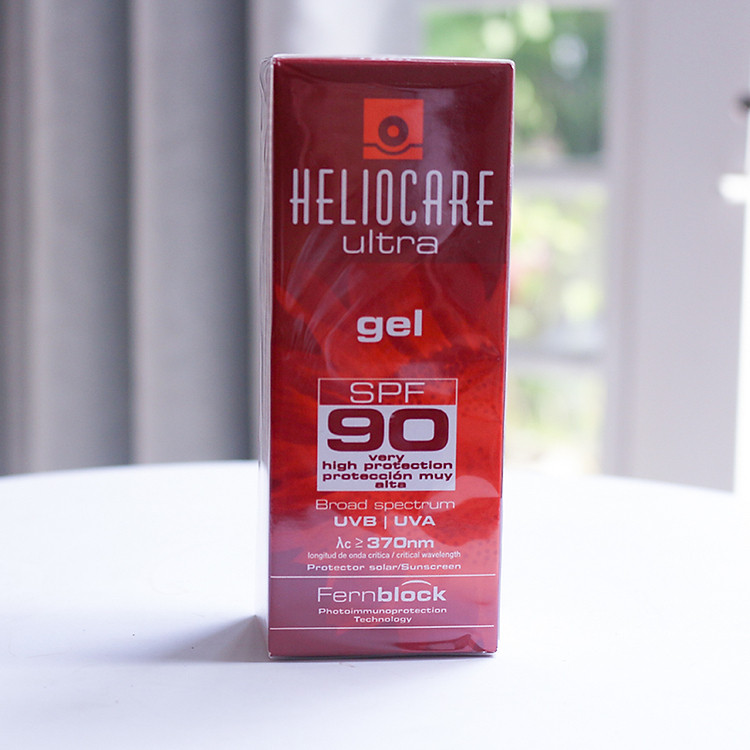 HELIOCARE
ultra
gel
SPF
90
very
high protection
protección muy
alta
Broad spectrum
UVB | UVA
λc ≥ 370nm
longitud de onda crítica / critical wavelength
Protector solar/Sunscreen
Fernblock
Photoimmunoprotection
Technology